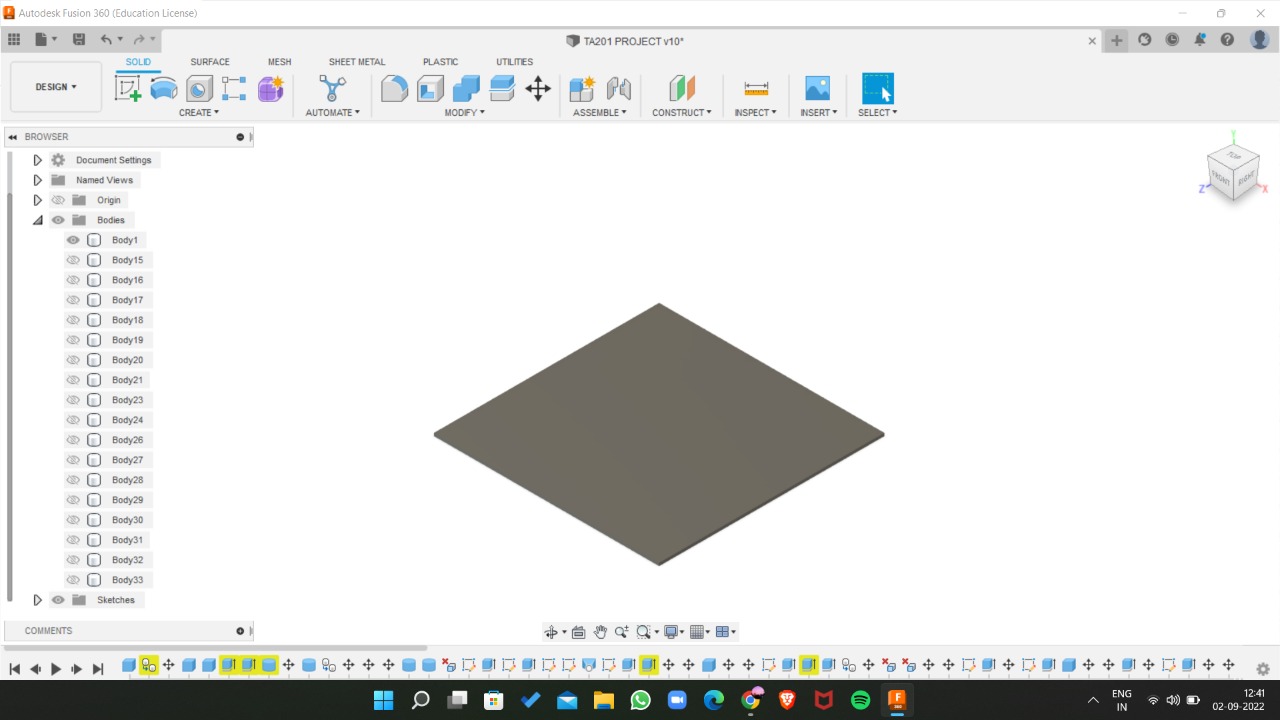 Autodesk Fusion 360 (Education License)
TA201 PROJECT v10*
SOLID SURFACE MESH SHEET METAL PLASTIC UTILITIES
DESIGN
CREATE AUTOMATE MODIFY ASSEMBLE CONSTRUCT INSPECT INSERT SELECT
BROWSER
Document Settings
Named Views
Origin
Bodies
Body1
Body15
Body16
Body17
Body18
Body19
Body20
Body21
Body23
Body24
Body26
Body27
Body28
Body29
Body30
Body31
Body32
Body33
Sketches
COMMENTS
Y
TOP
FRONT RIGHT
Z X
ENG
IN
12:41
02-09-2022
F
360